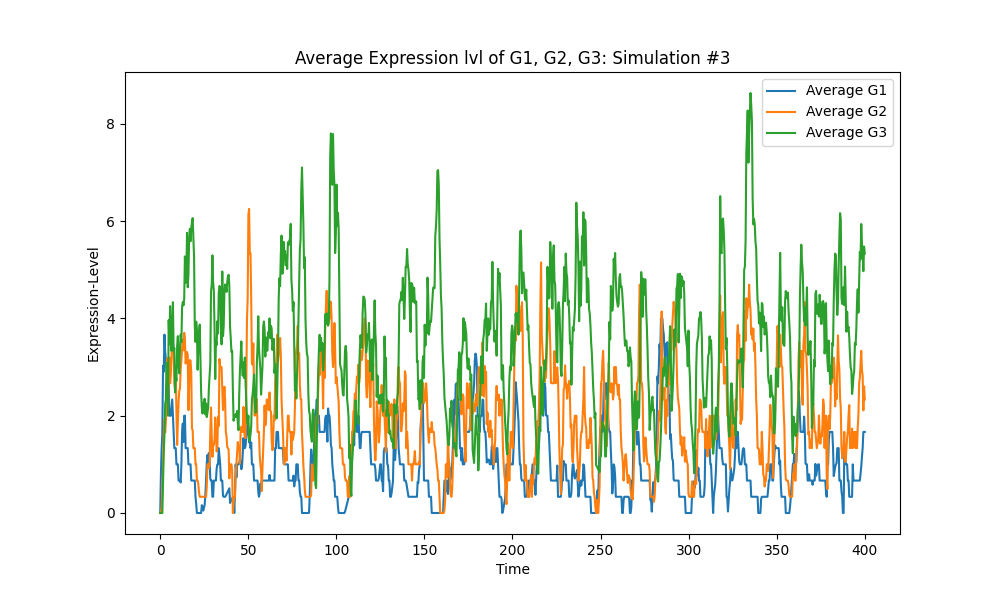 Average Expression lvl of G1, G2, G3: Simulation #3
Average G1
Average G2
Average G3
Expression-Level
8
6
4
2
0
0 50 100 150 200 250 300 350 400
Time